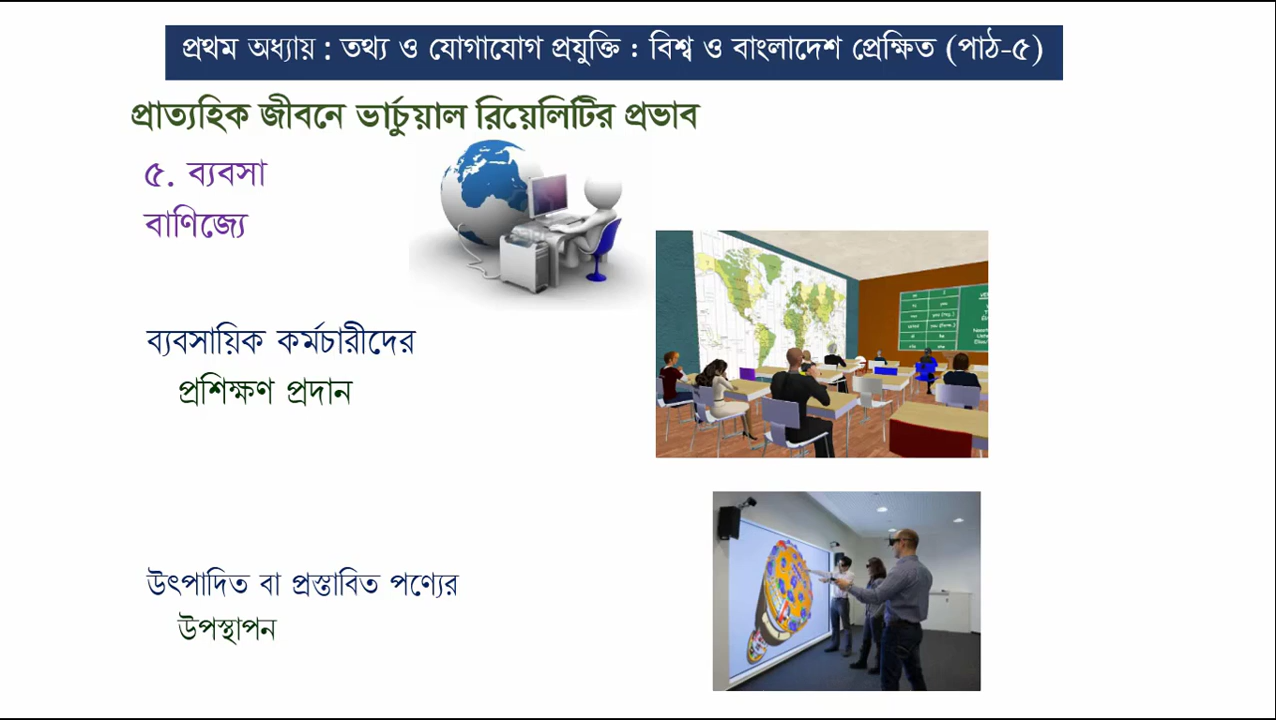 প্রথম অধ্যায় : তথ্য ও যোগাযোগ প্রযুক্তি : বিশ্ব ও বাংলাদেশ প্রেক্ষিত (পাঠ-৫)
প্রাত্যহিক জীবনে ভার্চুয়াল রিয়েলিটির প্রভাব
৫. ব্যবসা
বাণিজ্যে
ব্যবসায়িক কর্মচারীদের
প্রশিক্ষণ প্রদান
উৎপাদিত বা প্রস্তাবিত পণ্যের
উপস্থাপন